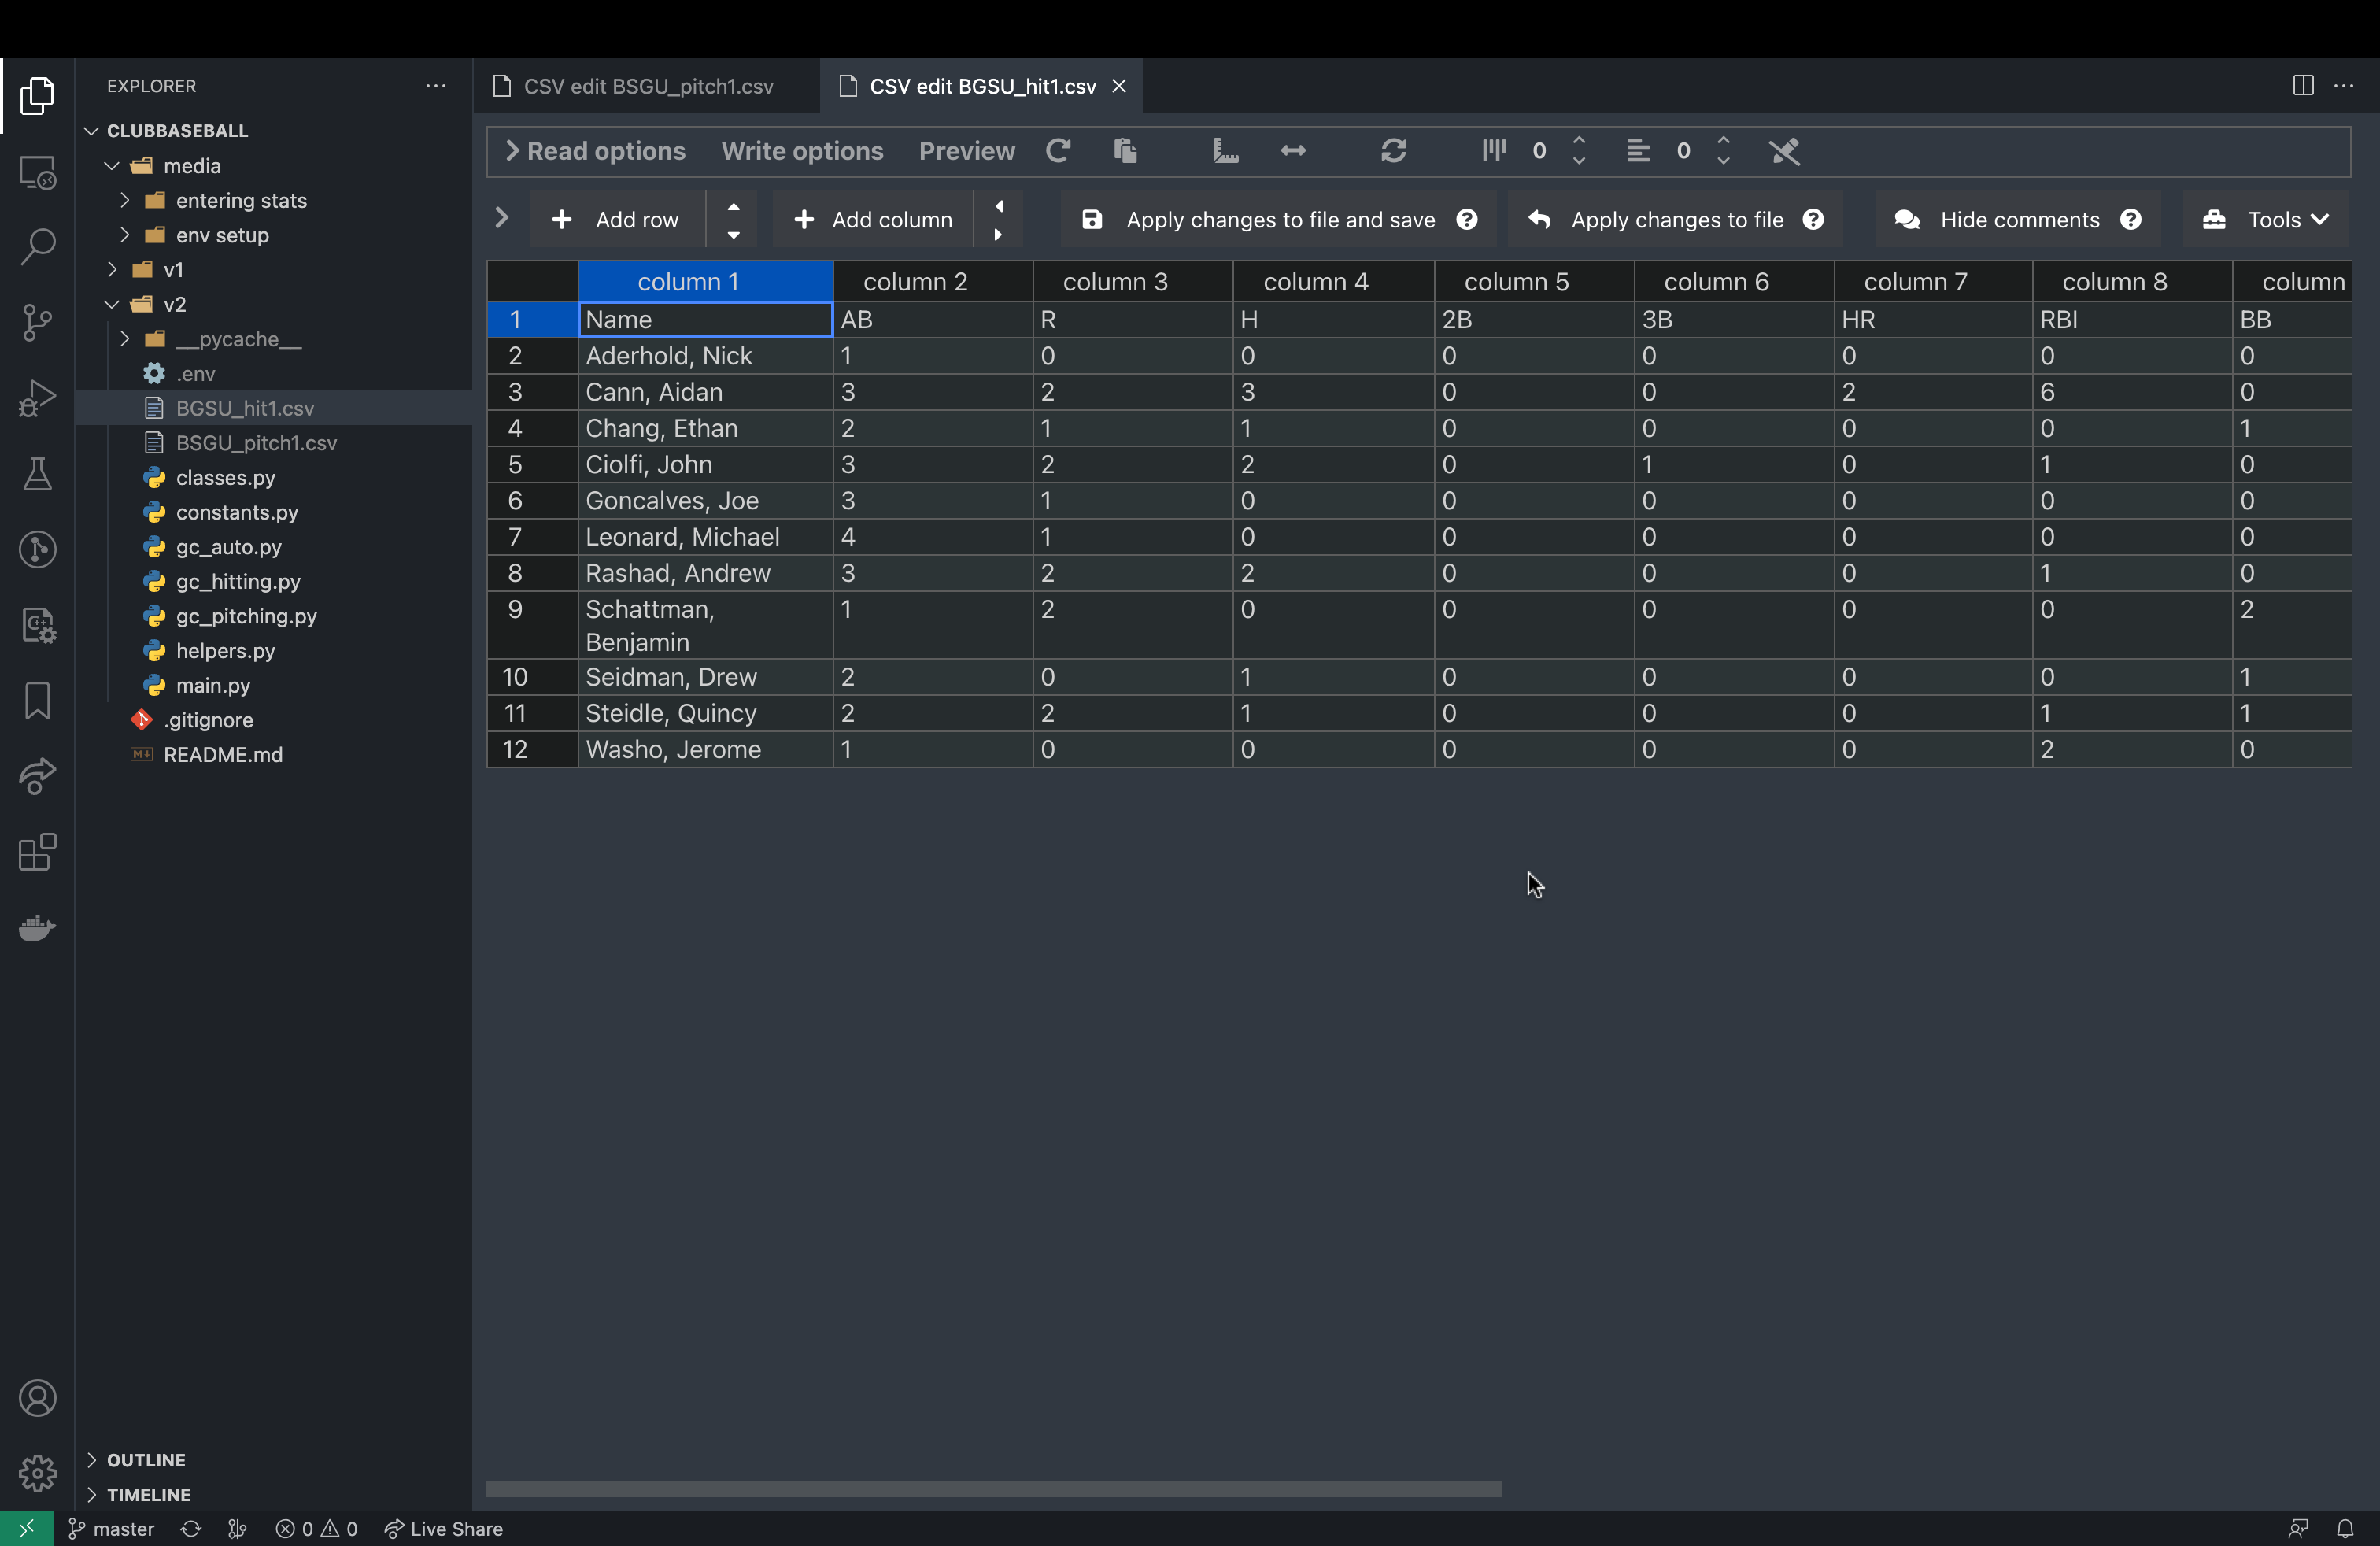 EXPLORER
CLUBBASEBALL
media
entering stats
env setup
v1
v2
__pycache__
.env
BGSU_hit1.csv
BSGU_pitch1.csv
classes.py
constants.py
gc_auto.py
gc_hitting.py
gc_pitching.py
helpers.py
main.py
.gitignore
README.md
OUTLINE
TIMELINE
CSV edit BSGU_pitch1.csv
CSV edit BGSU_hit1.csv
Read options Write options Preview 0 0
Add row Add column Apply changes to file and save Apply changes to file Hide comments Tools
column 1 column 2 column 3 column 4 column 5 column 6 column 7 column 8 column
1 Name AB R H 2B 3B HR RBI BB
2 Aderhold, Nick 1 0 0 0 0 0 0 0
3 Cann, Aidan 3 2 3 0 0 2 6 0
4 Chang, Ethan 2 1 1 0 0 0 0 1
5 Ciolfi, John 3 2 2 0 1 0 1 0
6 Goncalves, Joe 3 1 0 0 0 0 0 0
7 Leonard, Michael 4 1 0 0 0 0 0 0
8 Rashad, Andrew 3 2 2 0 0 0 1 0
9 Schattman, 1 2 0 0 0 0 0 2
Benjamin
10 Seidman, Drew 2 0 1 0 0 0 0 1
11 Steidle, Quincy 2 2 1 0 0 0 1 1
12 Washo, Jerome 1 0 0 0 0 0 2 0
master 0 0 Live Share